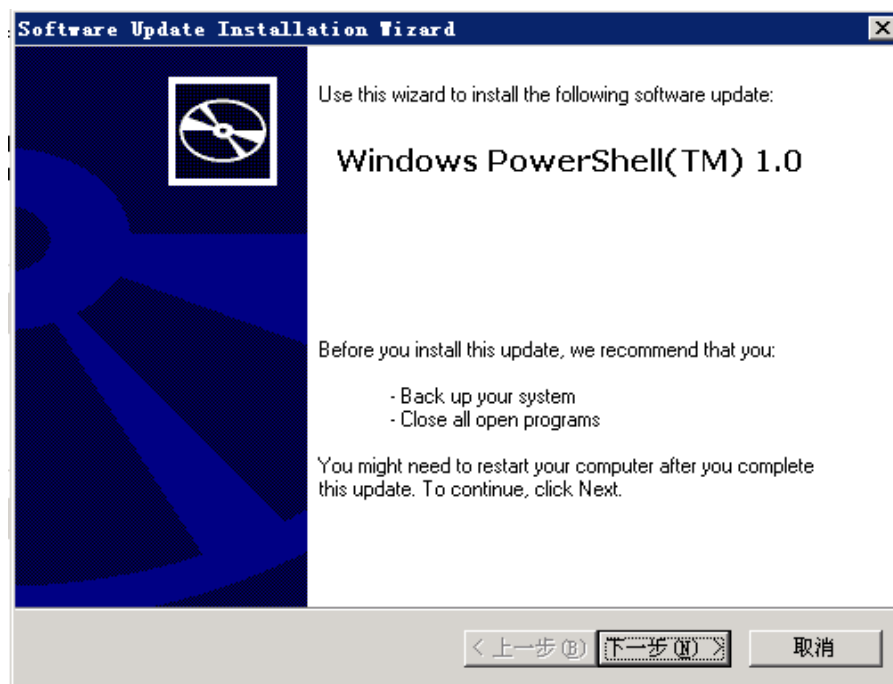 Software Update Installation Wizard
Use this wizard to install the following software update:
Windows PowerShell(TM) 1.0
Before you install this update, we recommend that you:
- Back up your system
- Close all open programs
You might need to restart your computer after you complete
this update. To continue, click Next.
< 上一步(B) 下一步(N) > 取消